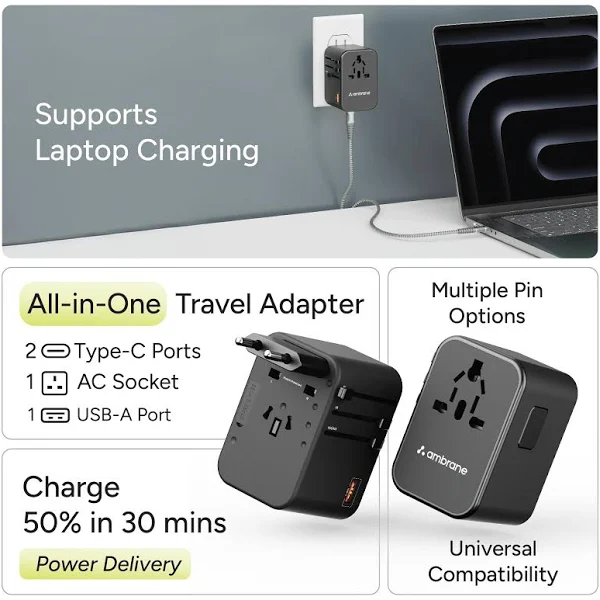 Supports
Laptop Charging
ambrane
All-in-One Travel Adapter
2 Type-C Ports
1 AC Socket
1 USB-A Port
Charge
50% in 30 mins
Power Delivery
Multiple Pin
Options
ambrane
Universal
Compatibility